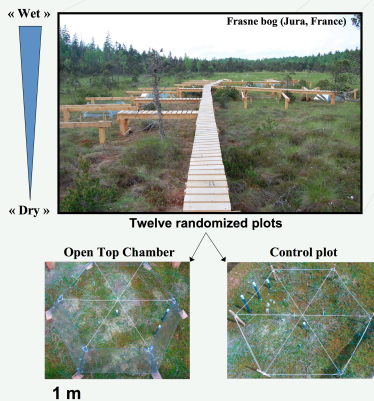 « Wet »
Frasne bog (Jura, France)
« Dry »
Twelve randomized plots
Open Top Chamber
Control plot
1 m